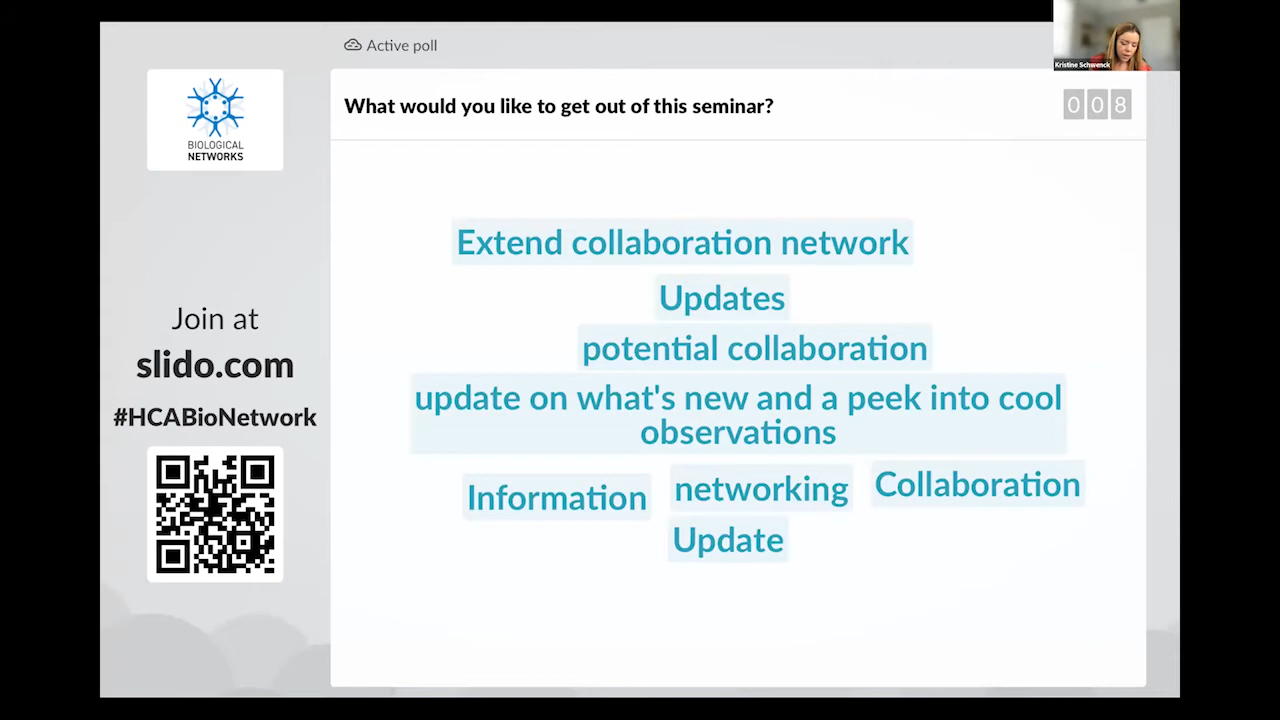 Active poll
Kristine Schwenck
BIOLOGICAL
NETWORKS
What would you like to get out of this seminar?
008
Extend collaboration network
Updates
potential collaboration
update on what's new and a peek into cool
observations
Information networking Collaboration
Update
Join at
slido.com
#HCABioNetwork